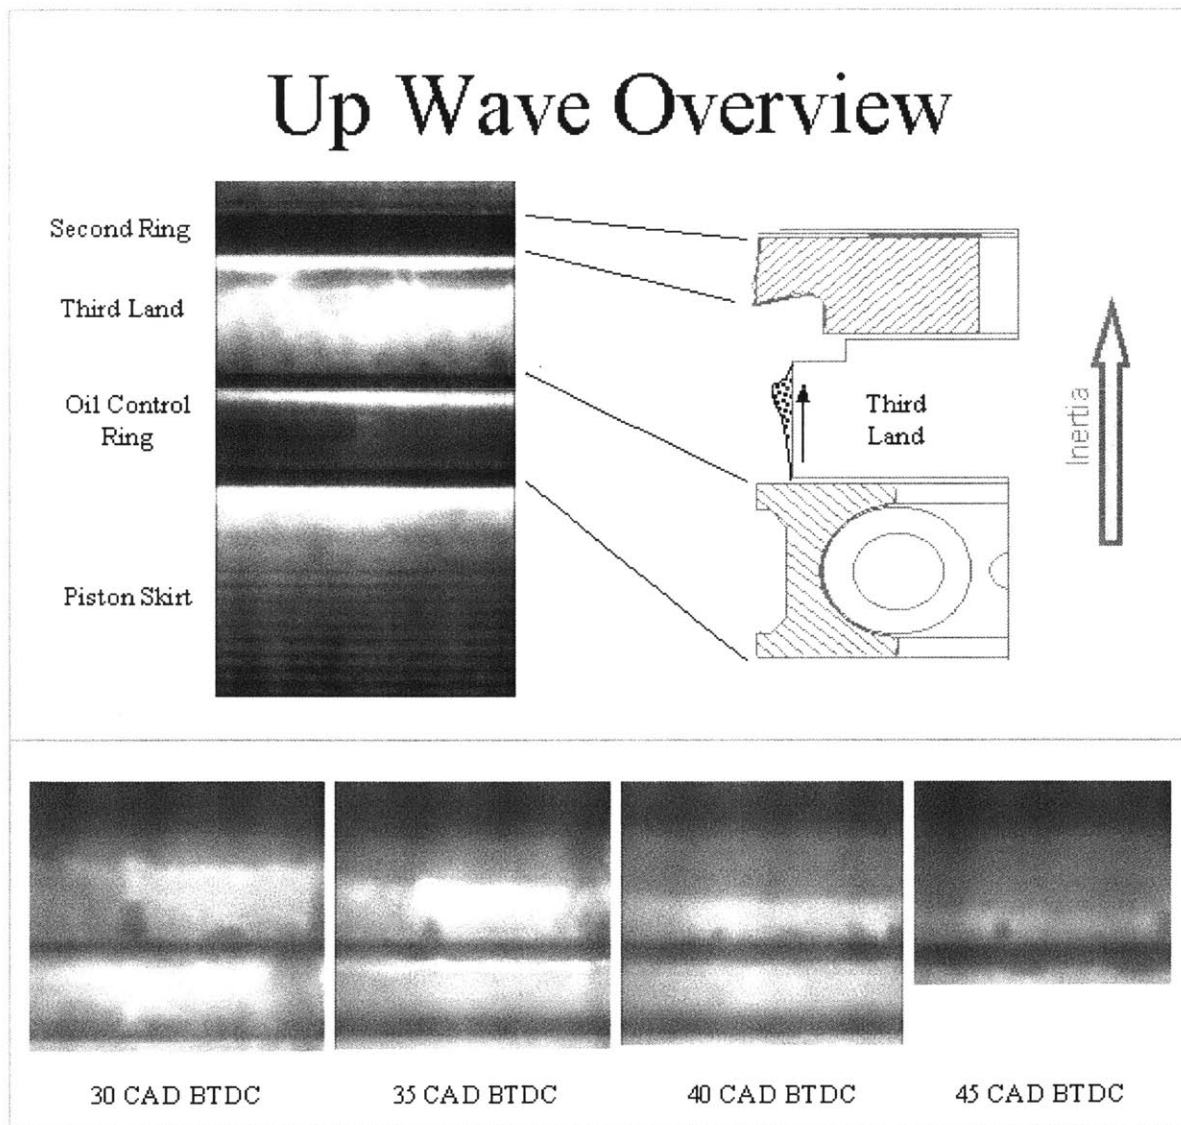 Up Wave Overview
Second Ring
Third Land
Oil Control
Ring
Piston Skirt
Third
Land
Inertia
30 CAD BTDC
35 CAD BTDC
40 CAD BTDC
45 CAD BTDC